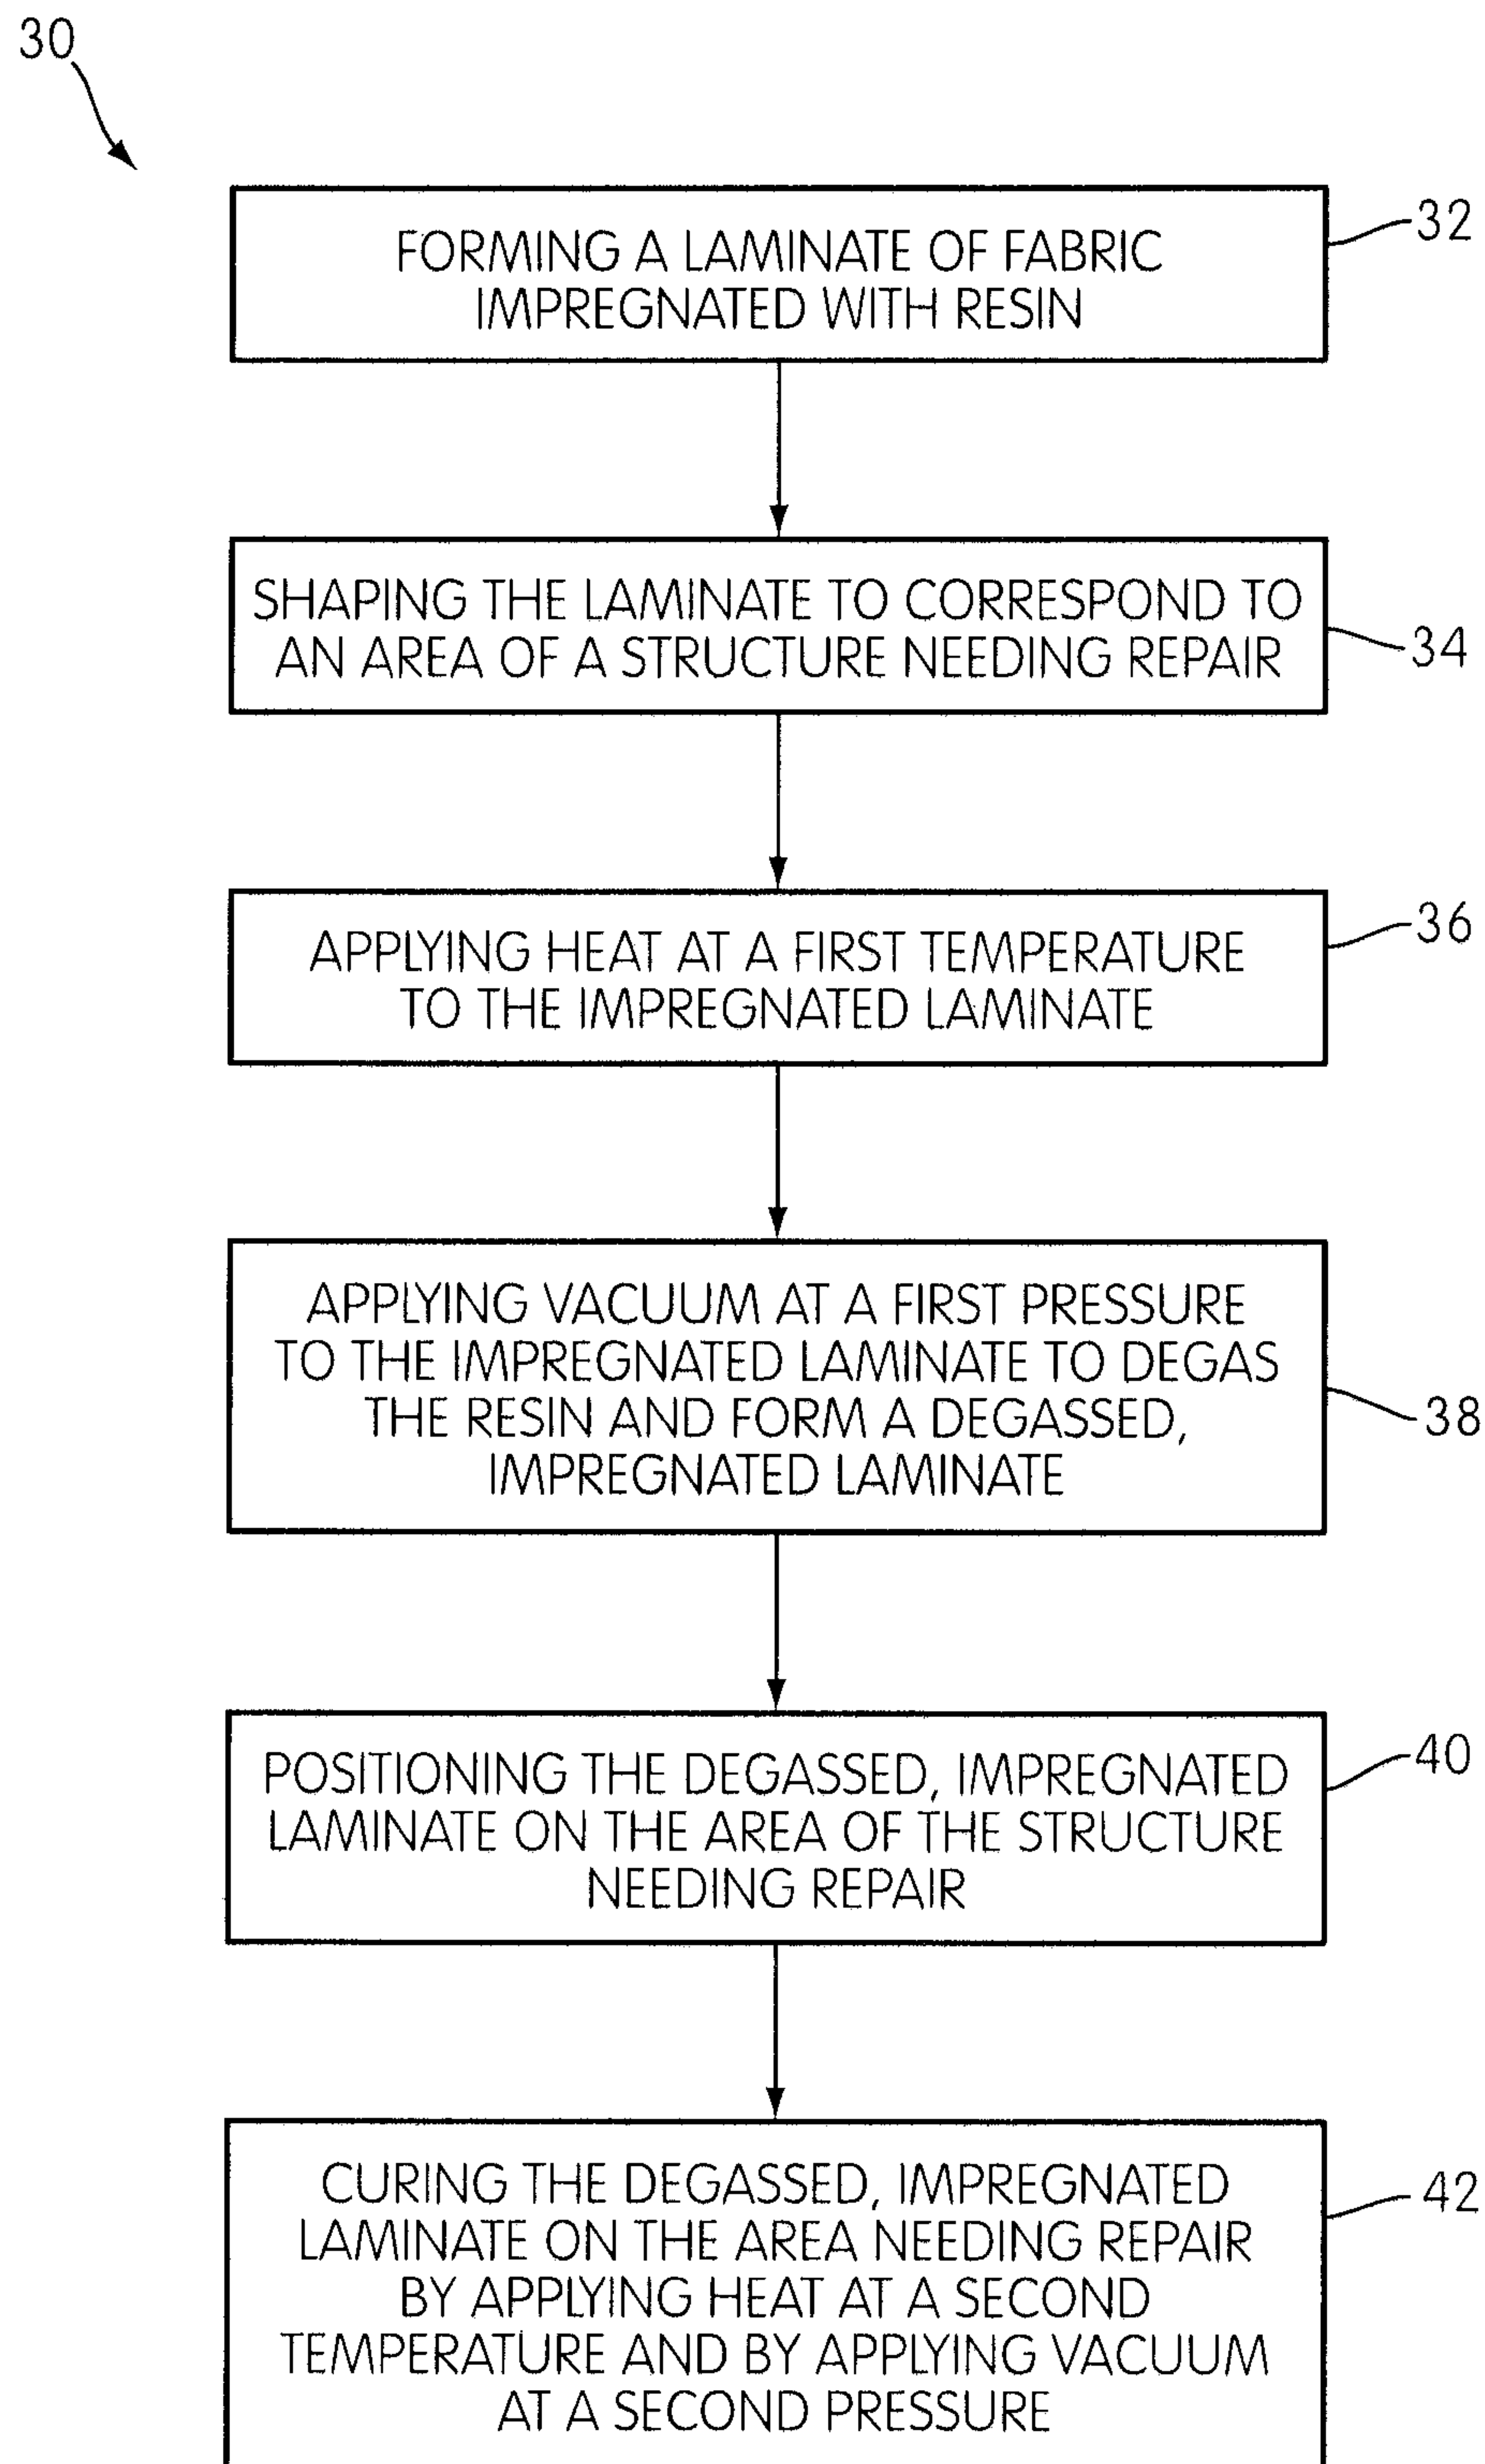 30
FORMING A LAMINATE OF FABRIC
IMPREGNATED WITH RESIN
32
SHAPING THE LAMINATE TO CORRESPOND TO
AN AREA OF A STRUCTURE NEEDING REPAIR
34
APPLYING HEAT AT A FIRST TEMPERATURE
TO THE IMPREGNATED LAMINATE
36
APPLYING VACUUM AT A FIRST PRESSURE
TO THE IMPREGNATED LAMINATE TO DEGAS
THE RESIN AND FORM A DEGASSED,
IMPREGNATED LAMINATE
38
POSITIONING THE DEGASSED, IMPREGNATED
LAMINATE ON THE AREA OF THE STRUCTURE
NEEDING REPAIR
40
CURING THE DEGASSED, IMPREGNATED
LAMINATE ON THE AREA NEEDING REPAIR
BY APPLYING HEAT AT A SECOND
TEMPERATURE AND BY APPLYING VACUUM
AT A SECOND PRESSURE
42